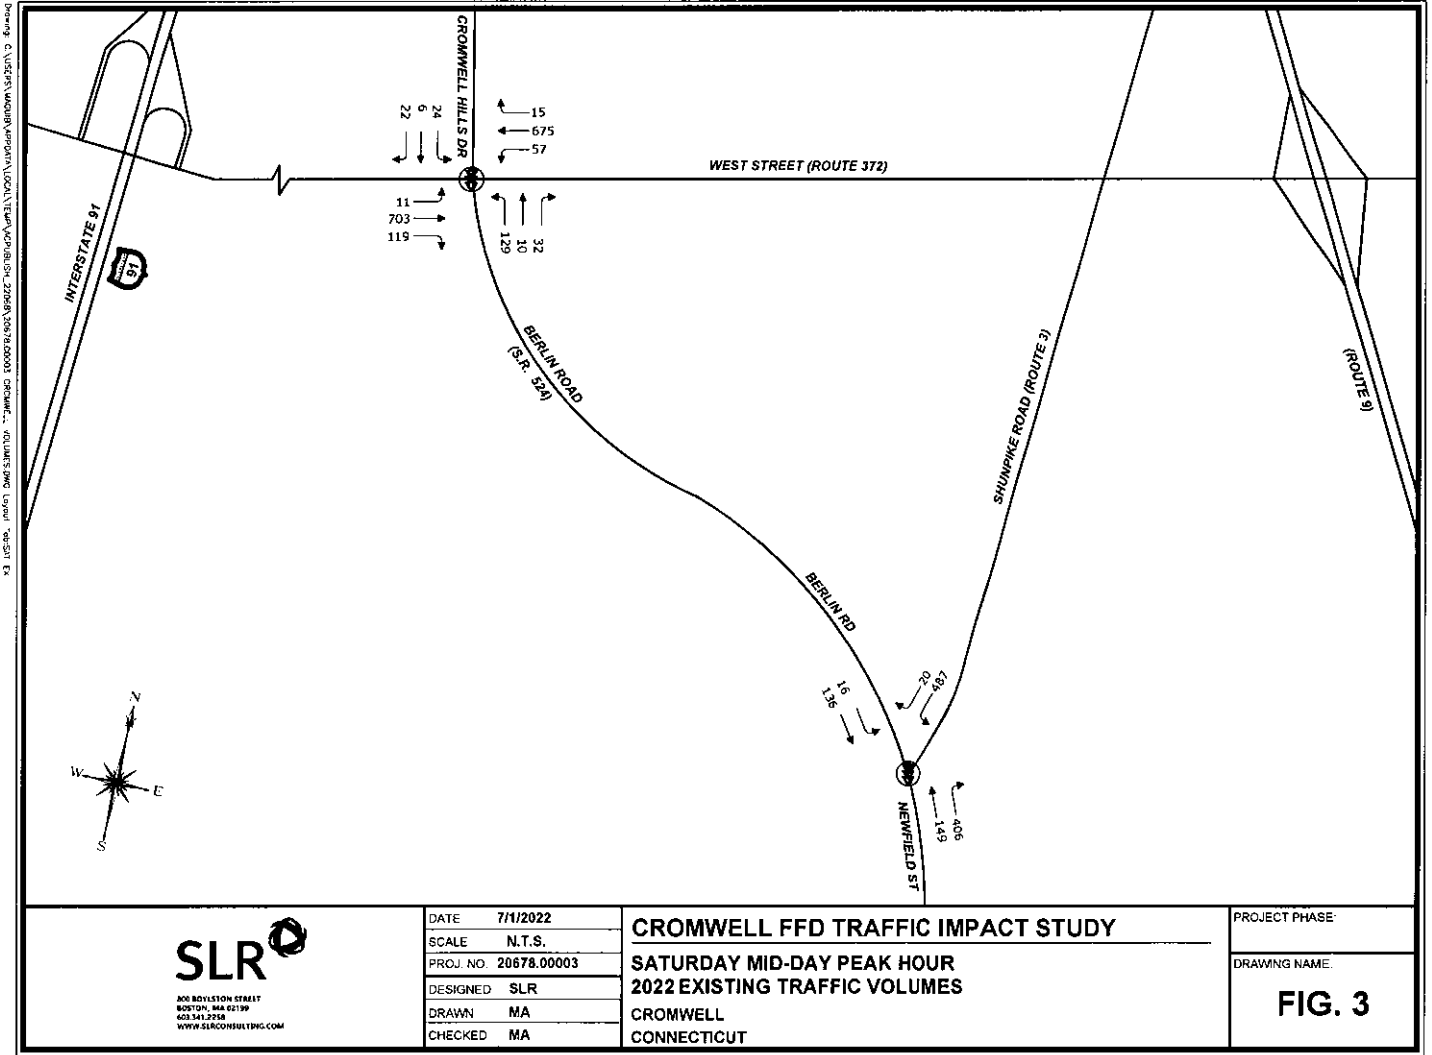 CROMWELL HILLS DR
22
6
24
15
675
57
WEST STREET (ROUTE 372)
11
703
119
129
10
32
INTERSTATE 91
91
BERLIN ROAD
(S.R. 524)
SHUNPIKE ROAD (ROUTE 3)
(ROUTE 9)
BERLIN RD
16
136
20
487
NEWFIELD ST
149
406
N
W
E
S
SLR
800 BOYLSTON STREET
BOSTON, MA 02199
603.341.2258
WWW.SLRCONSULTING.COM
DATE 7/1/2022
SCALE N.T.S.
PROJ. NO. 20678.00003
DESIGNED SLR
DRAWN MA
CHECKED MA
CROMWELL FFD TRAFFIC IMPACT STUDY
SATURDAY MID-DAY PEAK HOUR
2022 EXISTING TRAFFIC VOLUMES
CROMWELL
CONNECTICUT
PROJECT PHASE:
DRAWING NAME:
FIG. 3